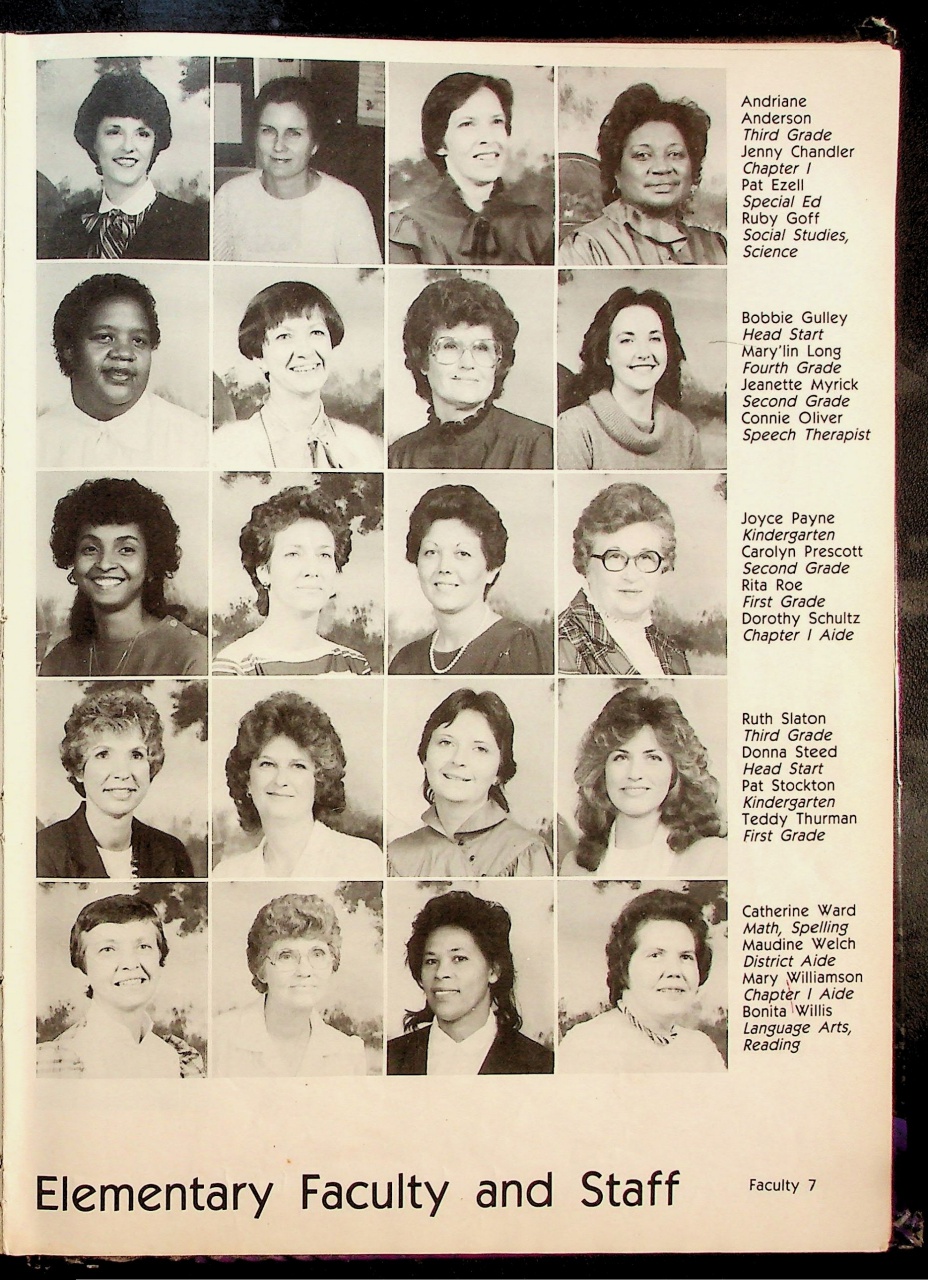 Andriane
Anderson
Third Grade
Jenny Chandler
Chapter I
Pat Ezell
Special Ed
Ruby Goff
Social Studies,
Science
Bobbie Gulley
Head Start
Mary'lin Long
Fourth Grade
Jeanette Myrick
Second Grade
Connie Oliver
Speech Therapist
Joyce Payne
Kindergarten
Carolyn Prescott
Second Grade
Rita Roe
First Grade
Dorothy Schultz
Chapter I Aide
Ruth Slaton
Third Grade
Donna Steed
Head Start
Pat Stockton
Kindergarten
Teddy Thurman
First Grade
Catherine Ward
Math, Spelling
Maudine Welch
District Aide
Mary Williamson
Chapter I Aide
Bonita Willis
Language Arts,
Reading
Elementary Faculty and Staff
Faculty 7